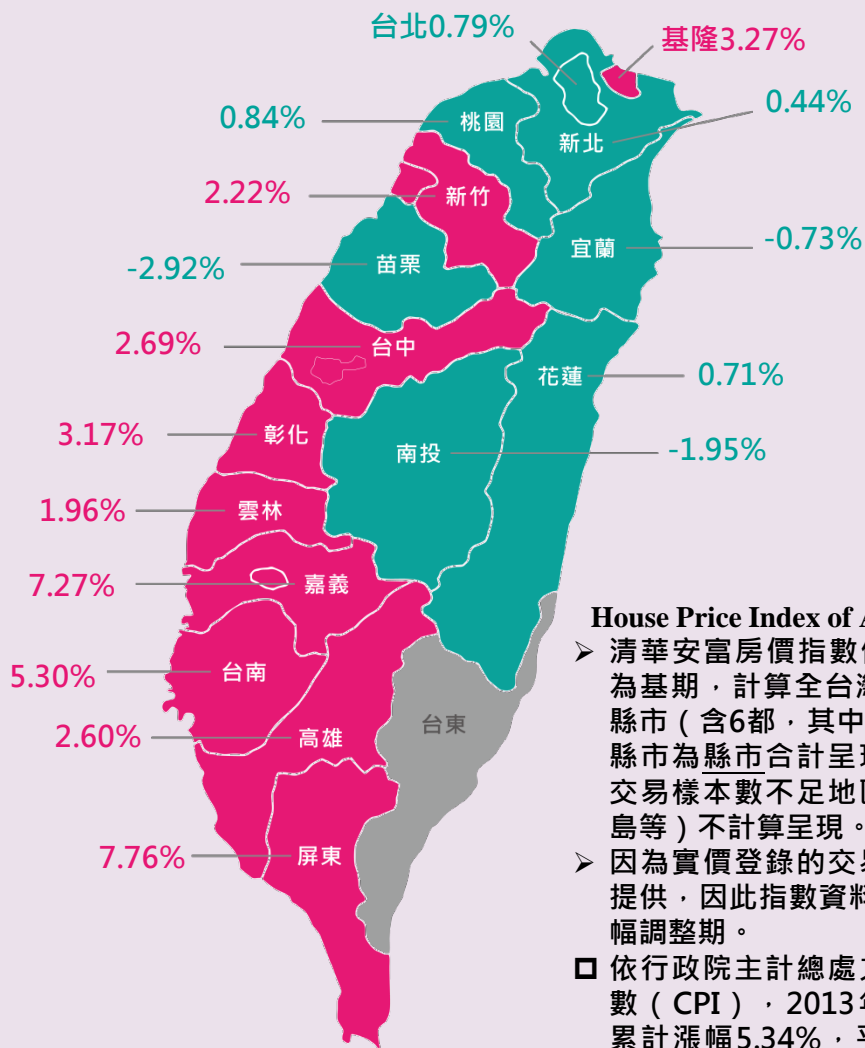 台北0.79%
基隆3.27%
0.84%
桃園
0.44%
新北
2.22%
新竹
宜蘭
-0.73%
-2.92%
苗栗
2.69%
台中
花蓮
0.71%
3.17%
彰化
南投
-1.95%
1.96%
雲林
7.27%
嘉義
House Price Index of
➢ 清華安富房價指數
為基期，計算全台
縣市（含6都，其中
縣市為縣市合計呈
交易樣本數不足地
島等）不計算呈現。
5.30%
台南
2.60%
高雄
台東
7.76%
屏東
➢ 因為實價登錄的交
提供，因此指數資料
幅調整期。
依行政院主計總處
數（CPI），2013
累計漲幅5.34%，